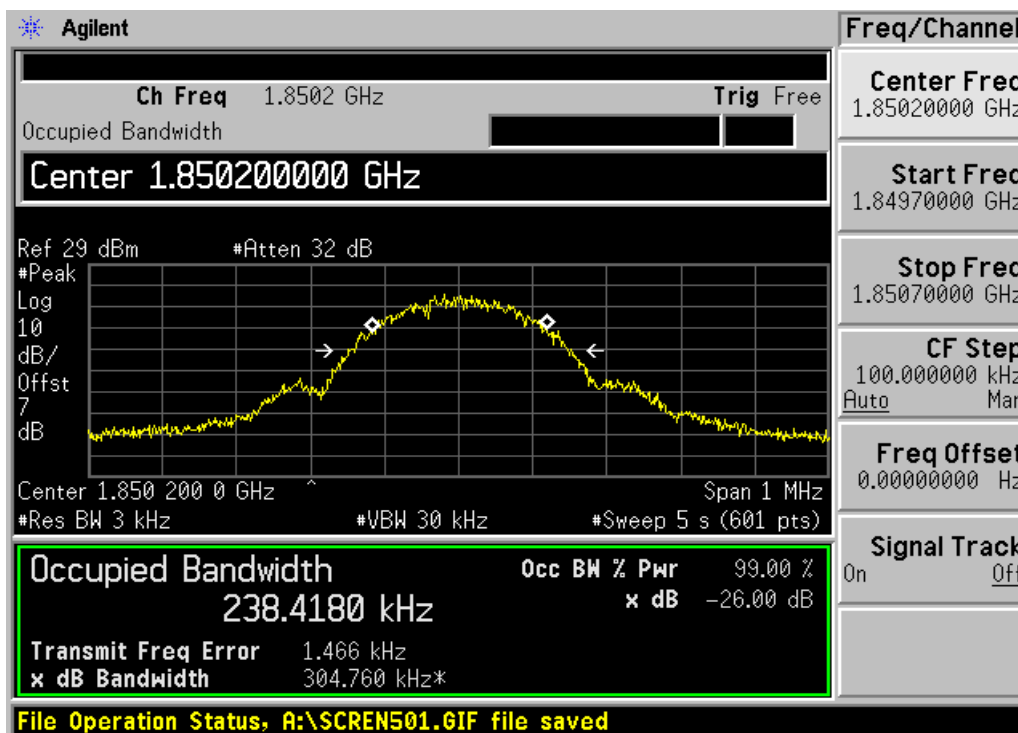 Agilent
Ch Freq 1.8502 GHz Trig Free
Occupied Bandwidth
Center 1.850200000 GHz
Ref 29 dBm #Atten 32 dB
#Peak
Log
10
dB/
Offst
7
dB
Center 1.850 200 0 GHz ^ Span 1 MHz
#Res BW 3 kHz #VBW 30 kHz #Sweep 5 s (601 pts)
Occupied Bandwidth Occ BW % Pwr 99.00 %
238.4180 kHz x dB -26.00 dB
Transmit Freq Error 1.466 kHz
x dB Bandwidth 304.760 kHz*
File Operation Status, A:\SCREN501.GIF file saved
Freq/Channel
Center Freq
1.85020000 GHz
Start Freq
1.84970000 GHz
Stop Freq
1.85070000 GHz
CF Step
100.000000 kHz
Auto Man
Freq Offset
0.00000000 Hz
Signal Track
On Off